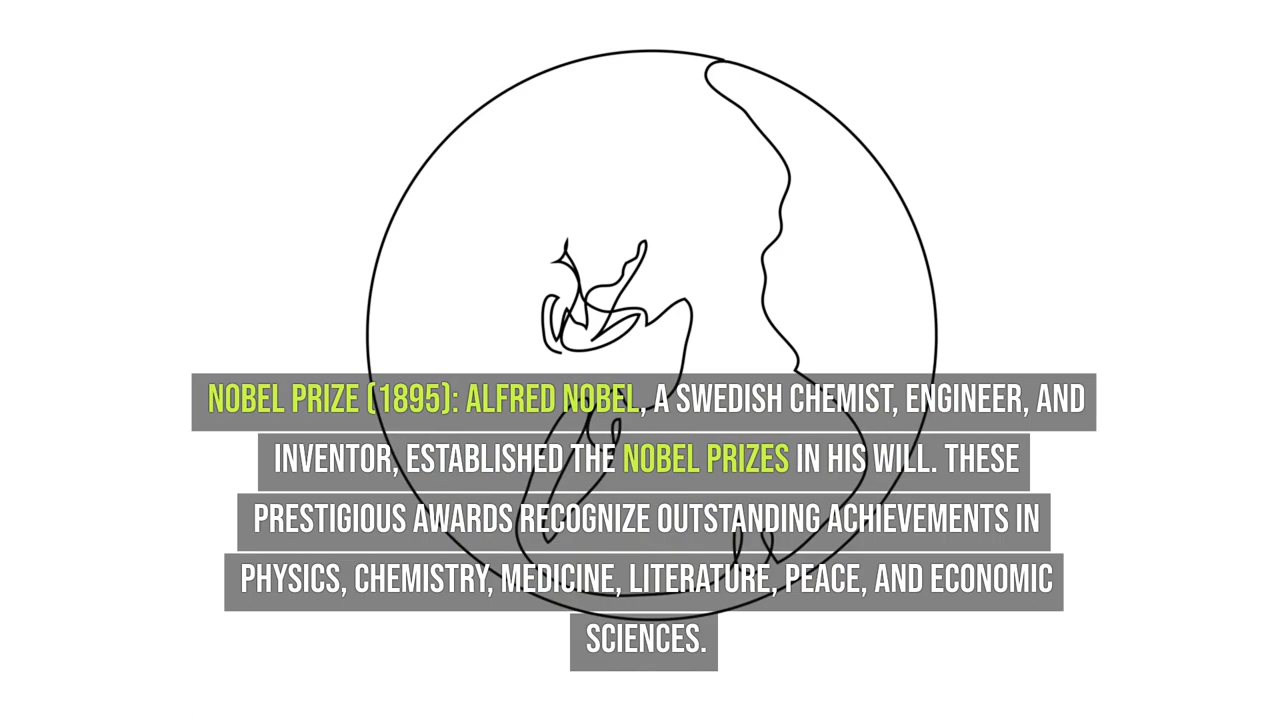 NOBEL PRIZE (1895): ALFRED NOBEL, A SWEDISH CHEMIST, ENGINEER, AND
INVENTOR, ESTABLISHED THE NOBEL PRIZES IN HIS WILL. THESE
PRESTIGIOUS AWARDS RECOGNIZE OUTSTANDING ACHIEVEMENTS IN
PHYSICS, CHEMISTRY, MEDICINE, LITERATURE, PEACE, AND ECONOMIC
SCIENCES.